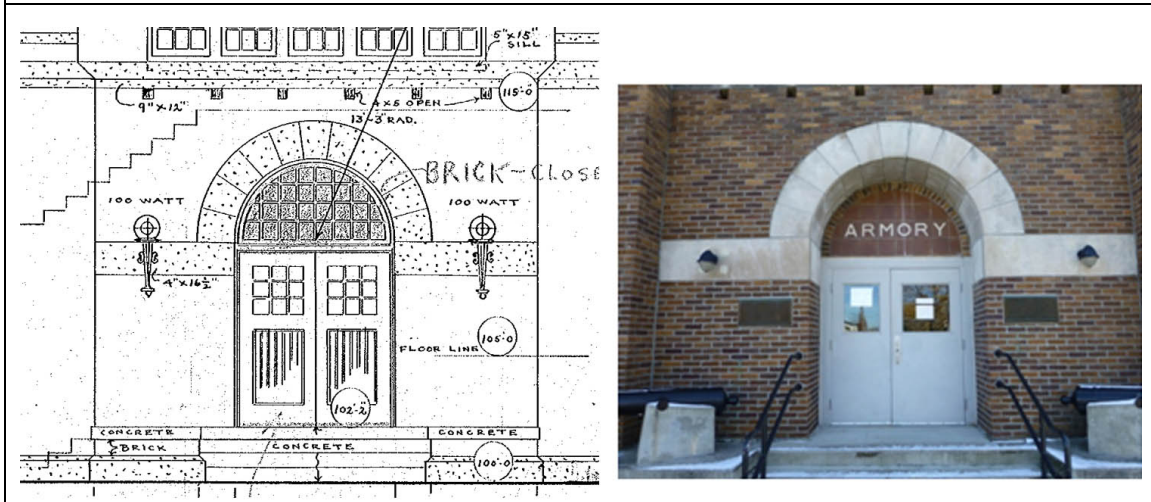 5"x15"
SILL
9"x12"
4x5 OPEN
115'-0
13'-3" RAD.
BRICK-CLOSE
100 WATT
100 WATT
4"x16½"
FLOOR LINE
105'-0
102'-2"
CONCRETE
CONCRETE
CONCRETE
BRICK
100'-0
ARMORY